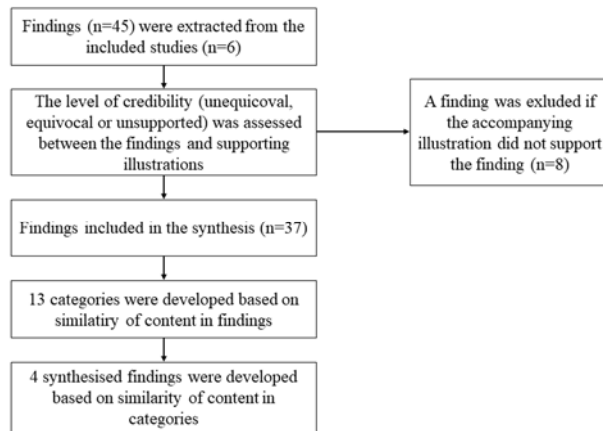 Findings (n=45) were extracted from the
included studies (n=6)
The level of credibility (unequicoval,
equivocal or unsupported) was assessed
between the findings and supporting
illustrations
A finding was exluded if
the accompanying
illustration did not support
the finding (n=8)
Findings included in the synthesis (n=37)
13 categories were developed based on
similatiry of content in findings
4 synthesised findings were developed
based on similarity of content in
categories